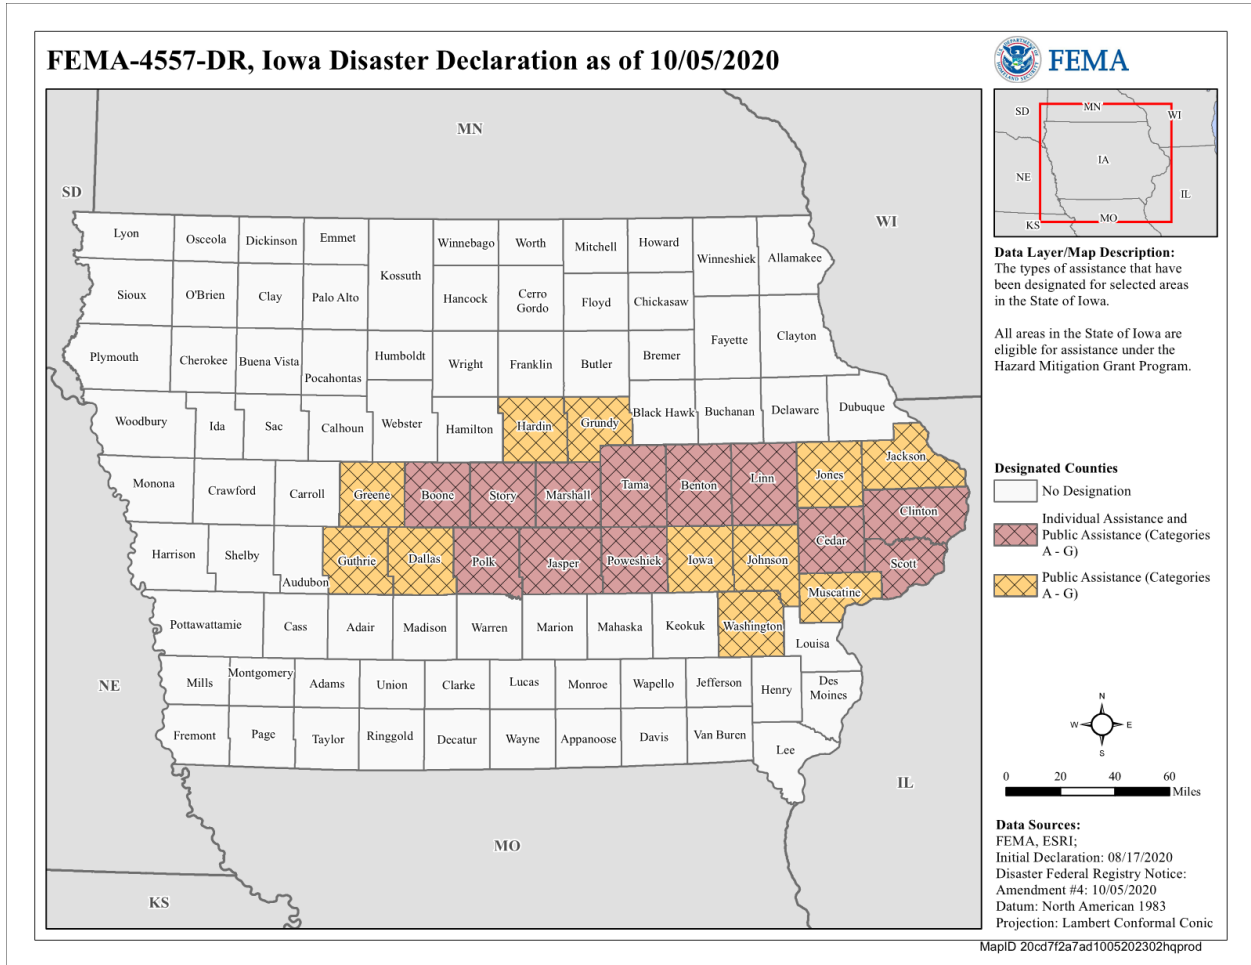 FEMA-4557-DR, Iowa Disaster Declaration as of 10/05/2020
FEMA
MN
SD
WI
NE
IL
MO
KS
Lyon
Osceola
Dickinson
Emmet
Kossuth
Winnebago
Worth
Mitchell
Howard
Winneshiek
Allamakee
Sioux
O'Brien
Clay
Palo Alto
Hancock
Cerro
Gordo
Floyd
Chickasaw
Fayette
Clayton
Plymouth
Cherokee
Buena Vista
Pocahontas
Humboldt
Wright
Franklin
Butler
Bremer
Woodbury
Ida
Sac
Calhoun
Webster
Hamilton
Hardin
Grundy
Black Hawk
Buchanan
Delaware
Dubuque
Monona
Crawford
Carroll
Greene
Boone
Story
Marshall
Tama
Benton
Linn
Jones
Jackson
Clinton
Cedar
Scott
Harrison
Shelby
Audubon
Guthrie
Dallas
Polk
Jasper
Poweshiek
Iowa
Johnson
Muscatine
Pottawattamie
Cass
Adair
Madison
Warren
Marion
Mahaska
Keokuk
Washington
Louisa
Mills
Montgomery
Adams
Union
Clarke
Lucas
Monroe
Wapello
Jefferson
Henry
Des
Moines
Fremont
Page
Taylor
Ringgold
Decatur
Wayne
Appanoose
Davis
Van Buren
Lee
SD
MN
WI
IA
NE
IL
KS
MO
Data Layer/Map Description:
The types of assistance that have
been designated for selected areas
in the State of Iowa.
All areas in the State of Iowa are
eligible for assistance under the
Hazard Mitigation Grant Program.
Designated Counties
No Designation
Individual Assistance and
Public Assistance (Categories
A - G)
Public Assistance (Categories
A - G)
N
W
E
S
0 20 40 60
Miles
Data Sources:
FEMA, ESRI;
Initial Declaration: 08/17/2020
Disaster Federal Registry Notice:
Amendment #4: 10/05/2020
Datum: North American 1983
Projection: Lambert Conformal Conic
MapID 20cd7f2a7ad1005202302hqprod